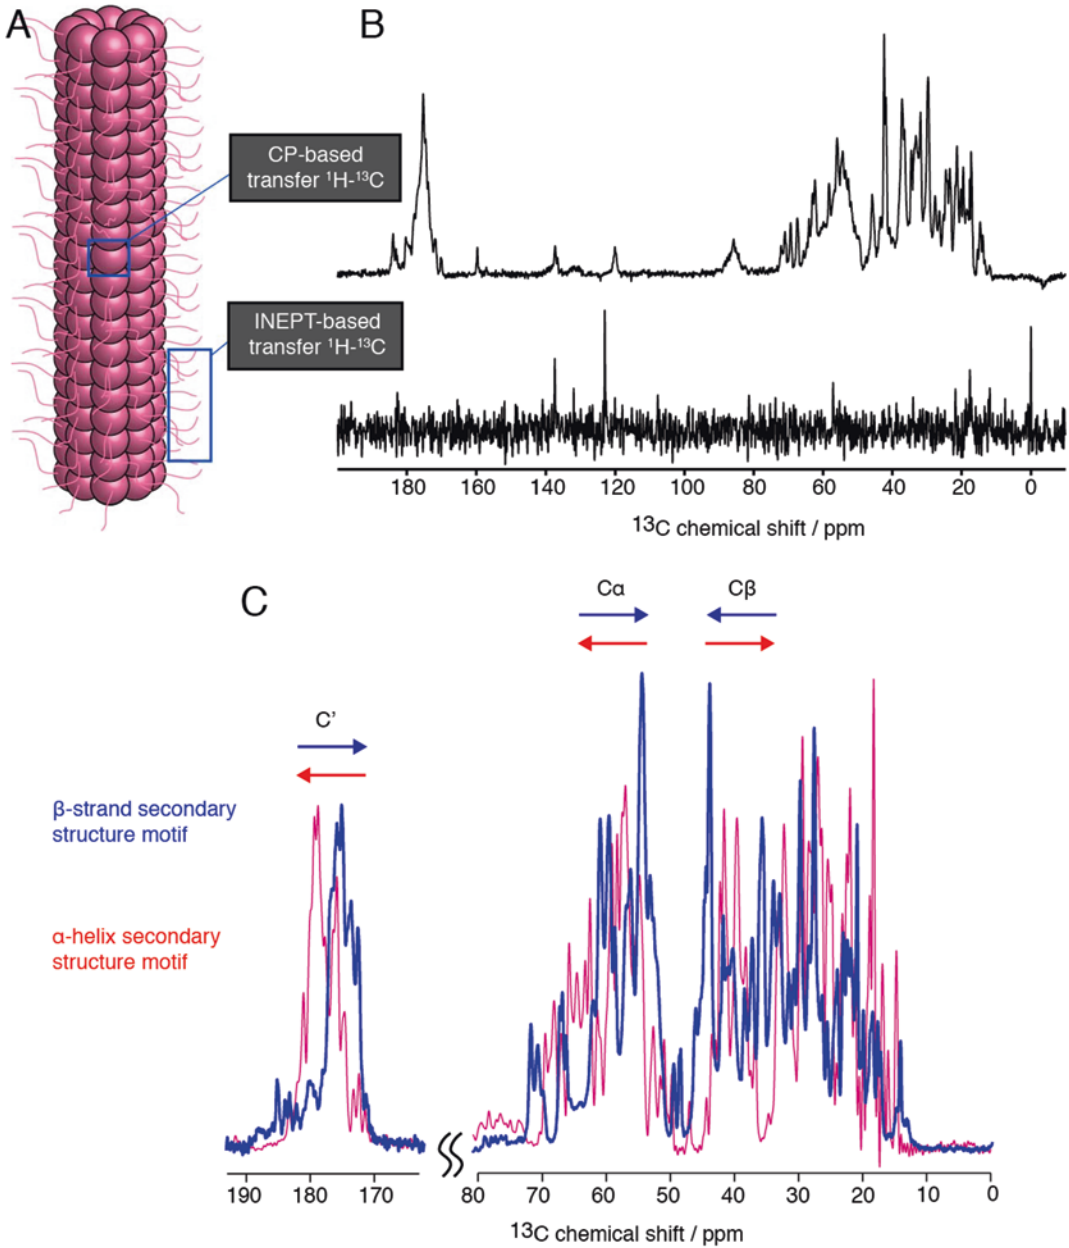 A
B
CP-based
transfer ¹H-¹³C
INEPT-based
transfer ¹H-¹³C
180 160 140 120 100 80 60 40 20 0
13C chemical shift / ppm
C
Cα
Cβ
C'
β-strand secondary
structure motif
α-helix secondary
structure motif
190 180 170
80 70 60 50 40 30 20 10 0
13C chemical shift / ppm